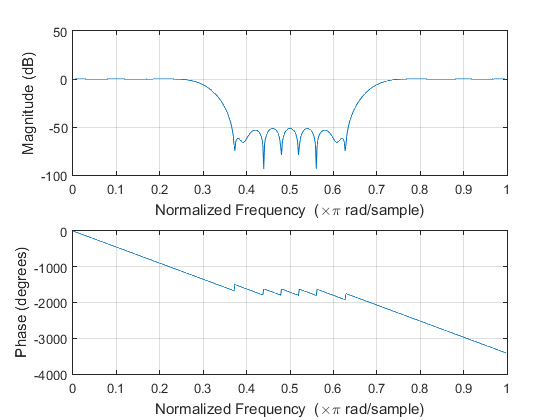 50
0
-50
-100
Magnitude (dB)
0 0.1 0.2 0.3 0.4 0.5 0.6 0.7 0.8 0.9 1
Normalized Frequency (×π rad/sample)
0
-1000
-2000
-3000
-4000
Phase (degrees)
0 0.1 0.2 0.3 0.4 0.5 0.6 0.7 0.8 0.9 1
Normalized Frequency (×π rad/sample)